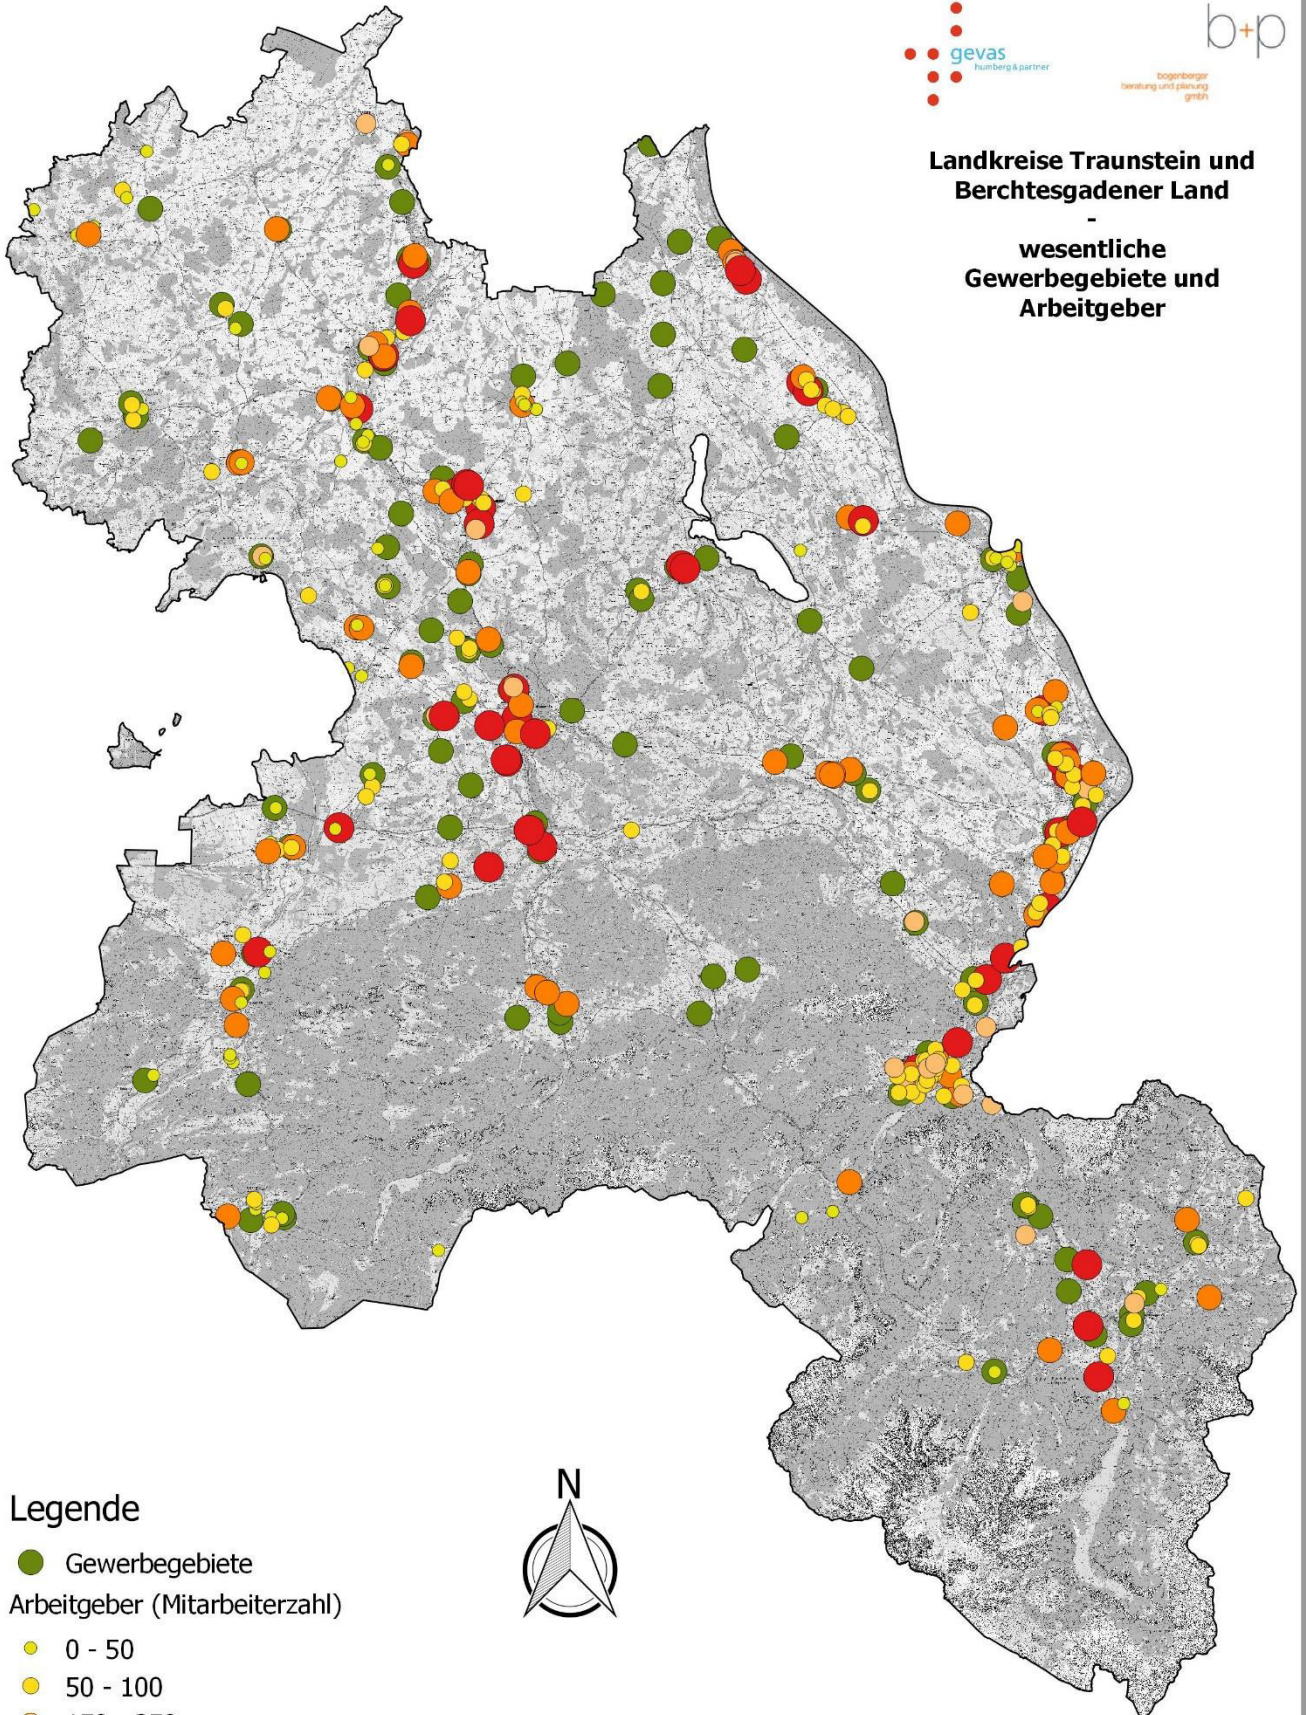 gevas
humberg & partner
b+p
bogenberger
beratung und planung
gmbh
Landkreise Traunstein und
Berchtesgadener Land
-
wesentliche
Gewerbegebiete und
Arbeitgeber
N
Legende
Gewerbegebiete
Arbeitgeber (Mitarbeiterzahl)
0 - 50
50 - 100